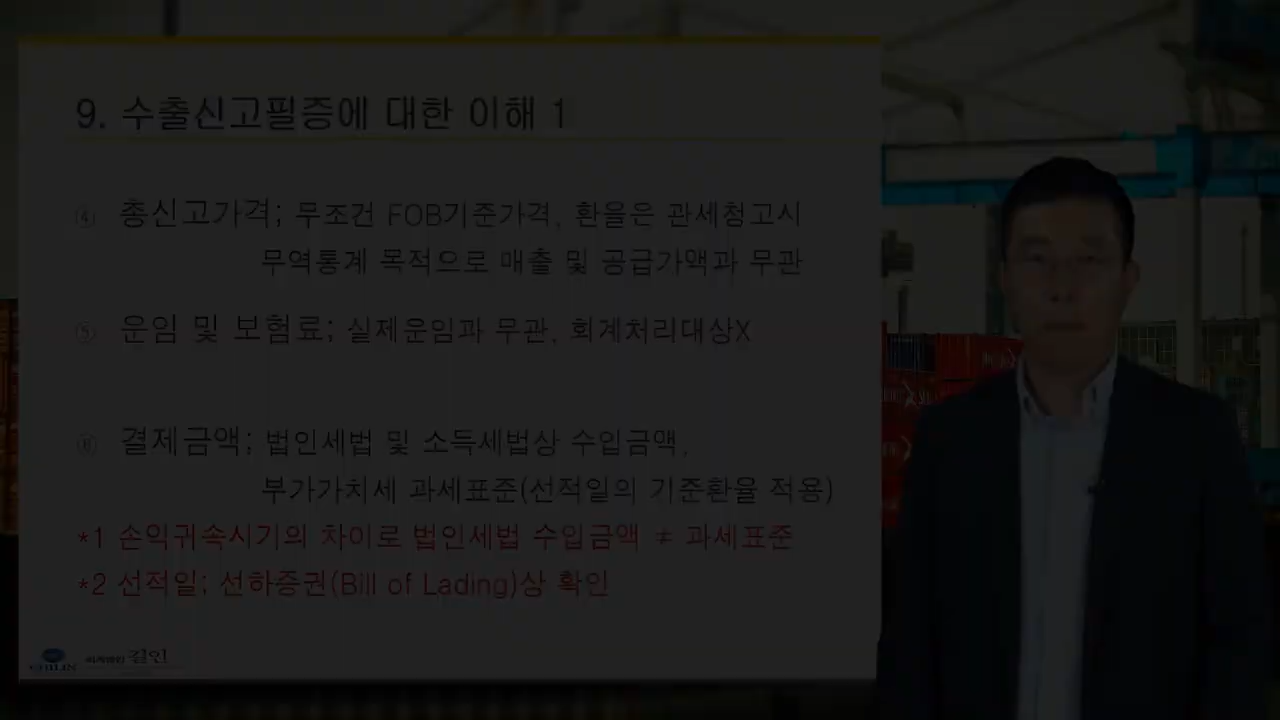 9. 수출신고필증에 대한 이해 1
④ 총신고가격; 무조건 FOB기준가격, 환율은 관세청고시
무역통계 목적으로 매출 및 공급가액과 무관
⑤ 운임 및 보험료; 실제운임과 무관, 회계처리대상X
결제금액; 법인세법 및 소득세법상 수입금액,
부가가치세 과세표준(선적일의 기준환율 적용)
*1 손익귀속시기의 차이로 법인세법 수입금액 ≠ 과세표준
*2 선적일; 선하증권(Bill of Lading)상 확인
회계법인 길인